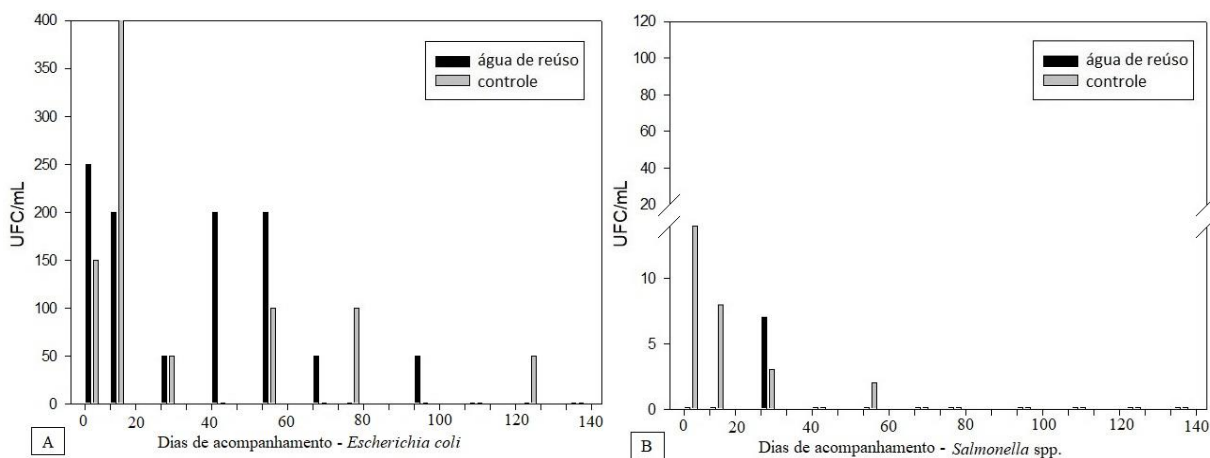 400
350
300
250
200
150
100
50
0
UFC/mL
água de reúso
controle
0 20 40 60 80 100 120 140
A
Dias de acompanhamento - Escherichia coli
120
100
80
60
40
20
10
5
0
UFC/mL
água de reúso
controle
0 20 40 60 80 100 120 140
B
Dias de acompanhamento - Salmonella spp.